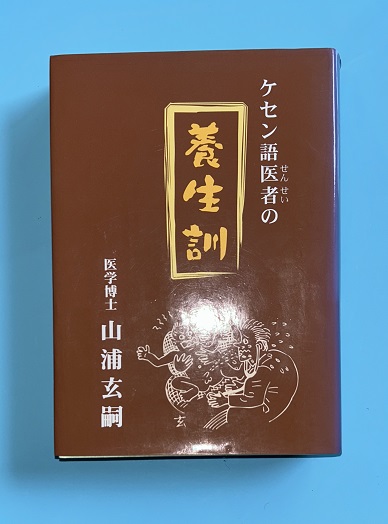 ケセン語医者の
せんせい
養生訓
医学博士 山浦玄嗣
玄